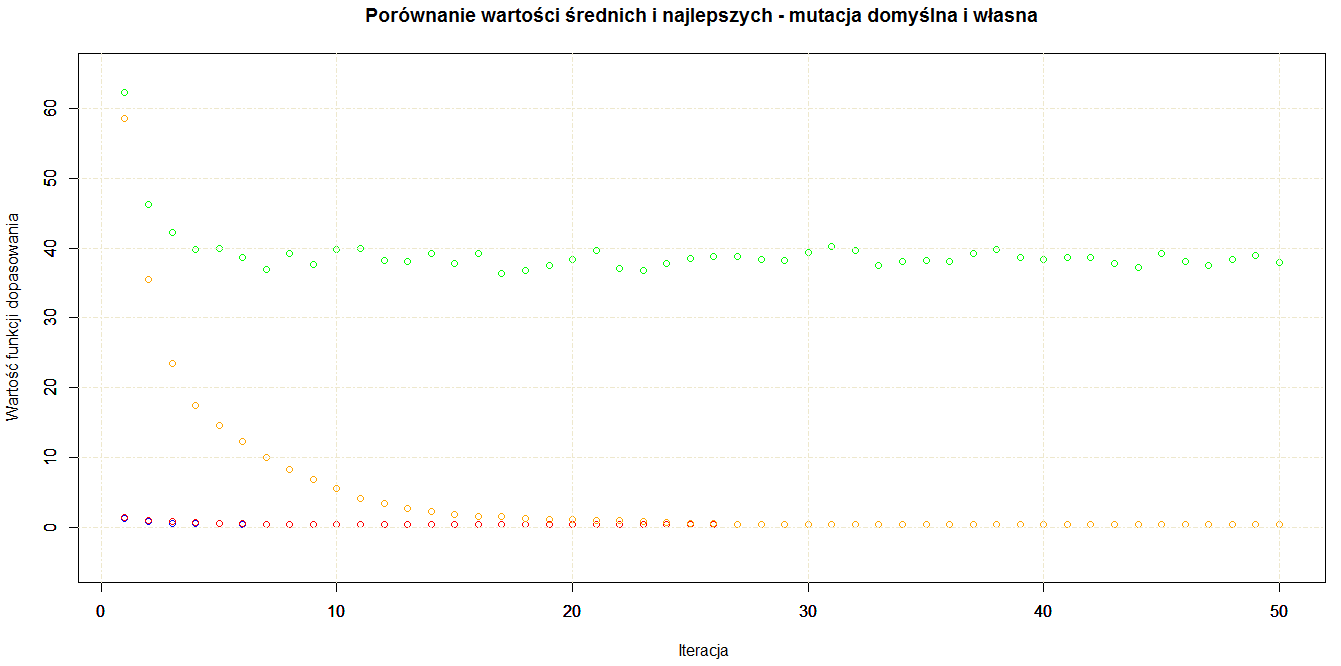 Porównanie wartości średnich i najlepszych - mutacja domyślna i własna
Wartość funkcji dopasowania
60
50
40
30
20
10
0
0 10 20 30 40 50
Iteracja